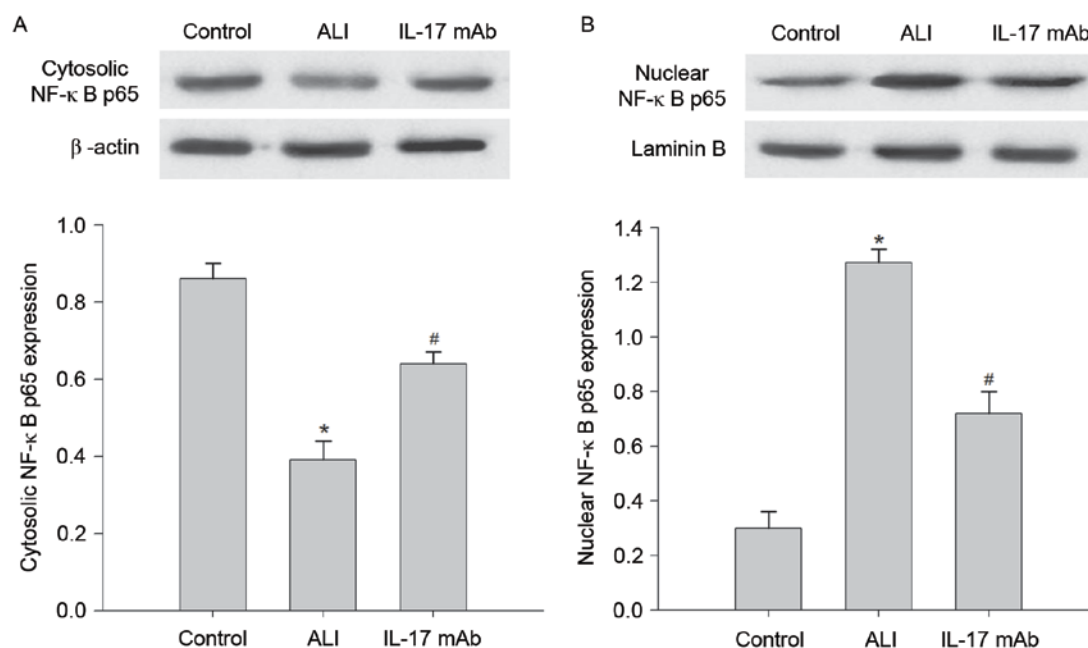 A
Control ALI IL-17 mAb
Cytosolic
NF-κ B p65
β -actin
1.0
0.8
0.6
0.4
0.2
0.0
Cytosolic NF-κ B p65 expression
*
#
Control ALI IL-17 mAb
B
Control ALI IL-17 mAb
Nuclear
NF-κ B p65
Laminin B
1.4
1.2
1.0
0.8
0.6
0.4
0.2
0.0
Nuclear NF-κ B p65 expression
*
#
Control ALI IL-17 mAb